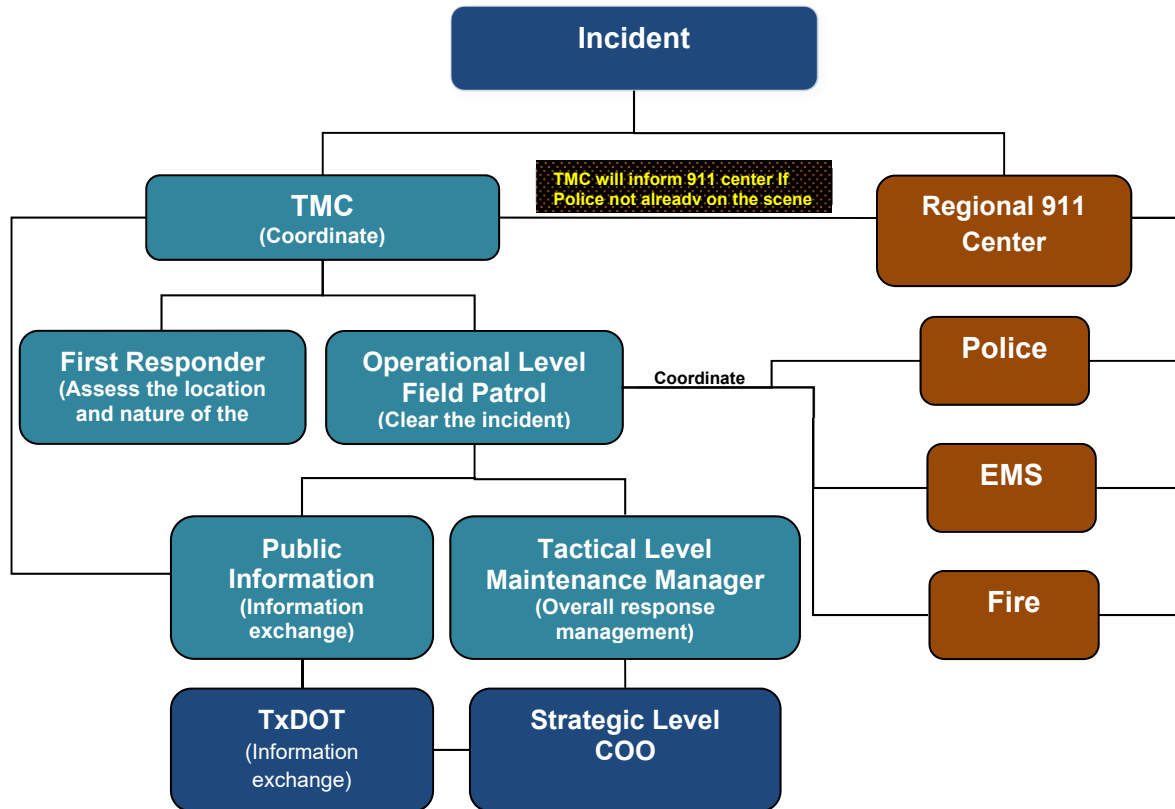 Incident
TMC will inform 911 center If
Police not already on the scene
TMC
(Coordinate)
Regional 911
Center
First Responder
(Assess the location
and nature of the
Operational Level
Field Patrol
(Clear the incident)
Coordinate
Police
EMS
Fire
Public
Information
(Information
exchange)
Tactical Level
Maintenance Manager
(Overall response
management)
TxDOT
(Information
exchange)
Strategic Level
COO